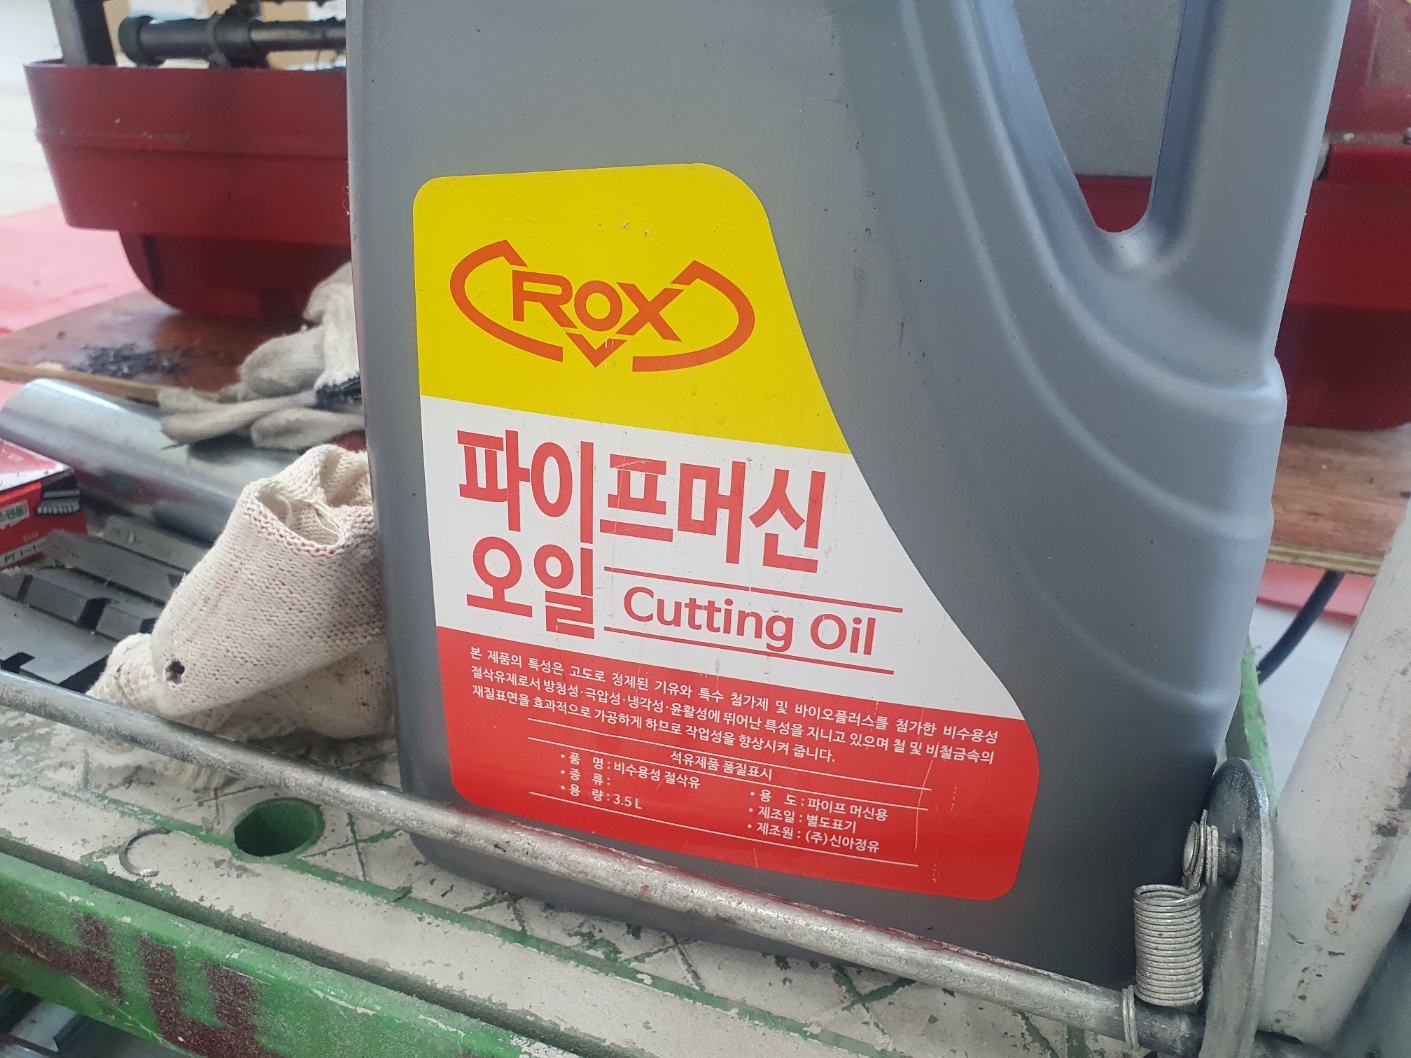 ROX
파이프머신
오일 Cutting Oil
본 제품의 특성은 고도로 정제된 기유와 특수 첨가제 및 바이오플러스를 첨가한 비수용성
절삭유제로서 방청성·극압성·냉각성·윤활성에 뛰어난 특성을 지니고 있으며 철 및 비철금속의
재질표면을 효과적으로 가공하게 하므로 작업성을 향상시켜 줍니다.
석유제품 품질표시
• 품 명 : 비수용성 절삭유
• 종 류 :
• 용 량 : 3.5 L
• 용 도 : 파이프 머신용
• 제조일 : 별도표기
• 제조원 : (주)신아정유